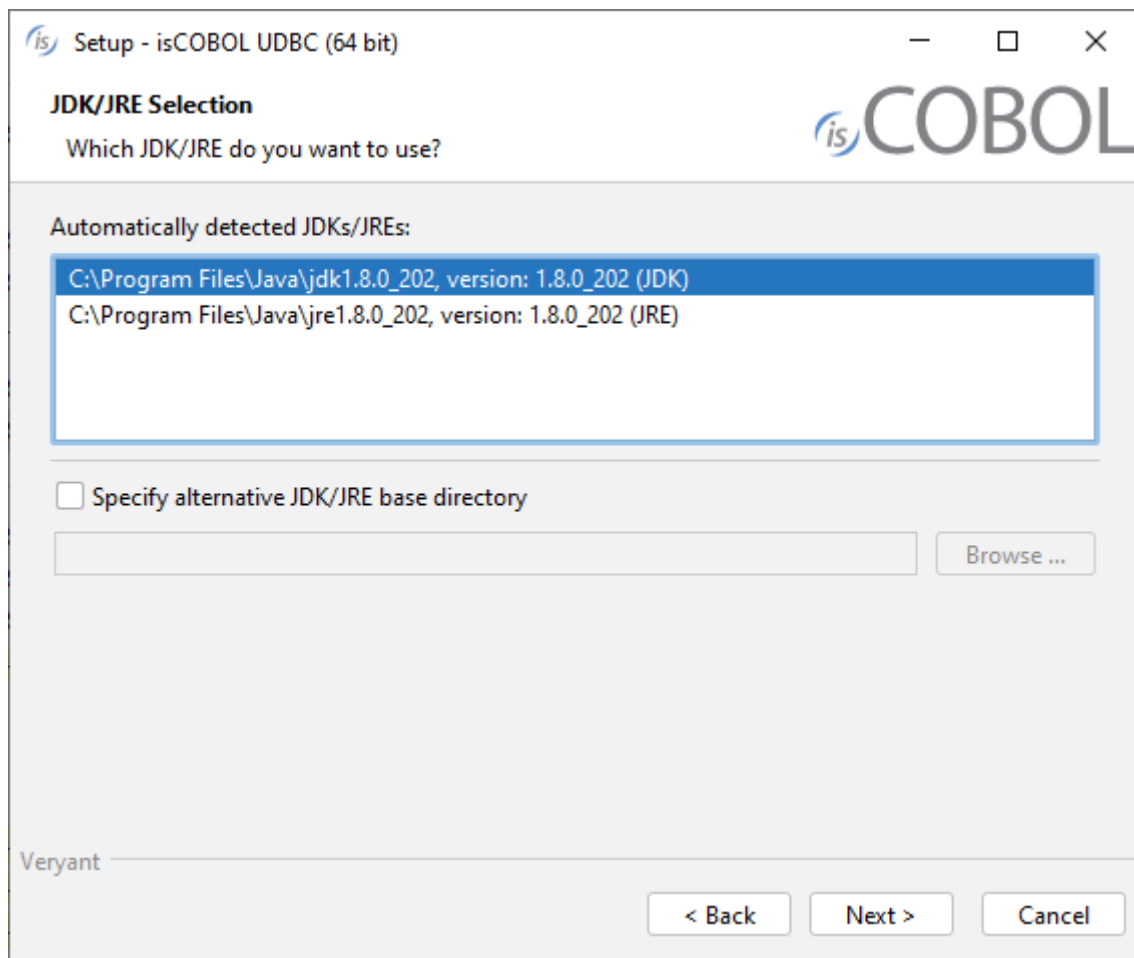 is Setup - isCOBOL UDBC (64 bit)
JDK/JRE Selection
Which JDK/JRE do you want to use?
isCOBOL
Automatically detected JDKs/JREs:
C:\Program Files\Java\jdk1.8.0_202, version: 1.8.0_202 (JDK)
C:\Program Files\Java\jre1.8.0_202, version: 1.8.0_202 (JRE)
Specify alternative JDK/JRE base directory
Browse ...
Veryant
< Back Next > Cancel